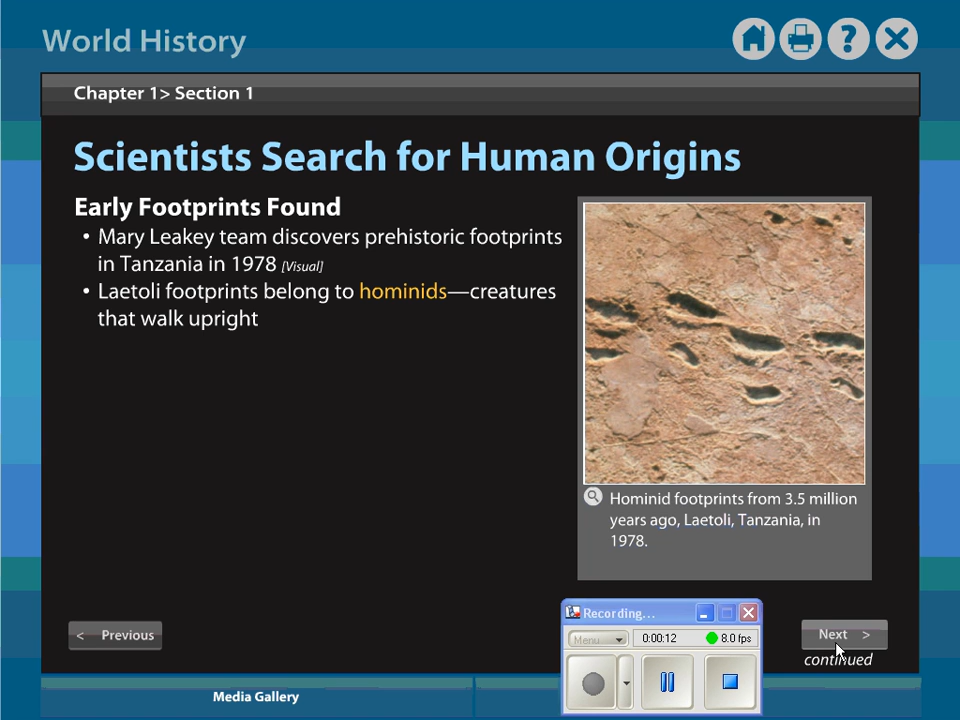 World History
Chapter 1> Section 1
Scientists Search for Human Origins
Early Footprints Found
• Mary Leakey team discovers prehistoric footprints
in Tanzania in 1978 [Visual]
• Laetoli footprints belong to hominids—creatures
that walk upright
Hominid footprints from 3.5 million
years ago, Laetoli, Tanzania, in
1978.
< Previous
Recording...
Menu
0:00:12
8.0 fps
Next >
continued
Media Gallery